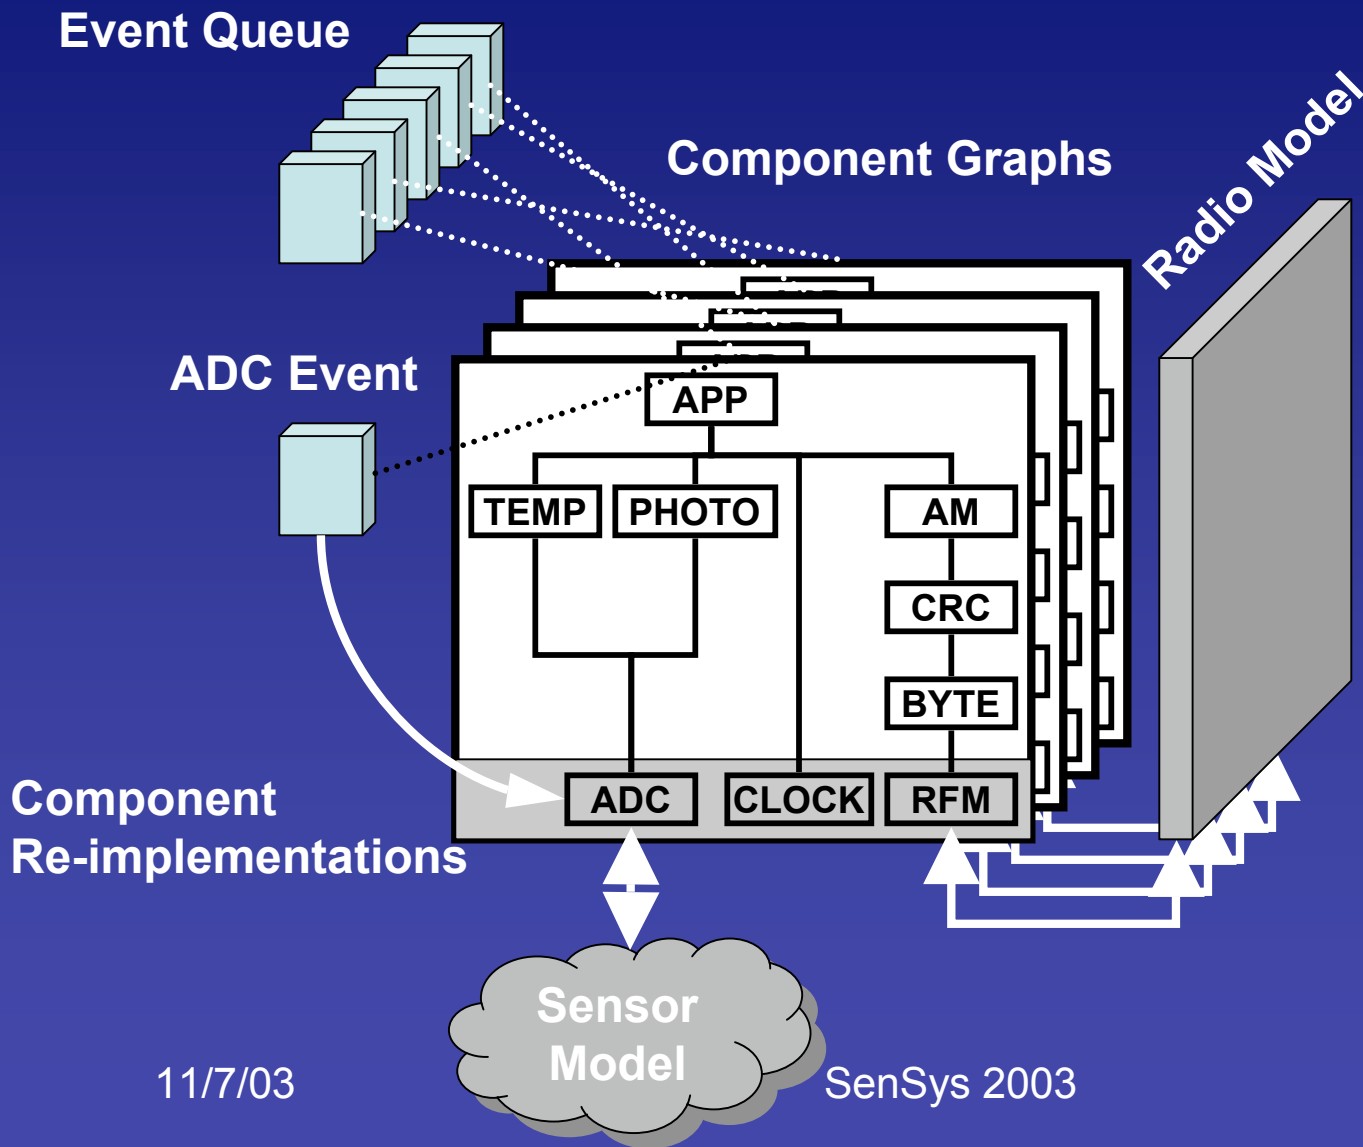 Event Queue
Component Graphs
Radio Model
ADC Event
APP
TEMP PHOTO AM
CRC
BYTE
ADC CLOCK RFM
Component
Re-implementations
Sensor
Model
11/7/03
SenSys 2003